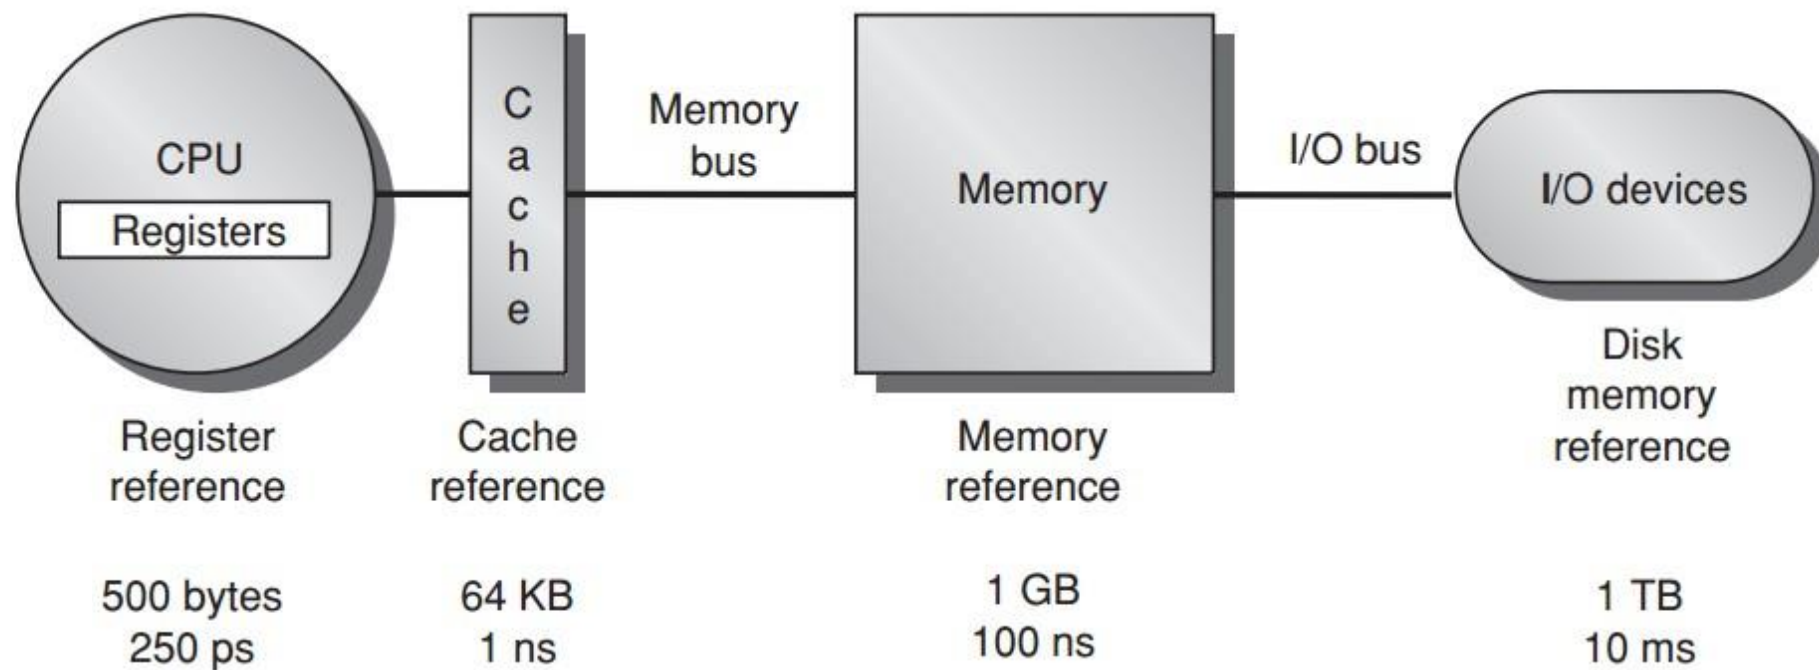 CPU
Registers
C
a
c
h
e
Memory
bus
Memory
I/O bus
I/O devices
Register
reference
Cache
reference
Memory
reference
Disk
memory
reference
500 bytes
250 ps
64 KB
1 ns
1 GB
100 ns
1 TB
10 ms